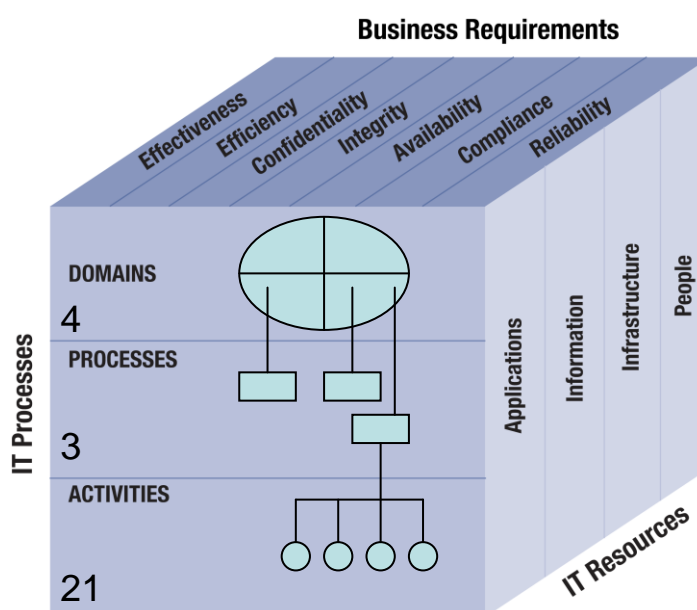 Business Requirements
Effectiveness
Efficiency
Confidentiality
Integrity
Availability
Compliance
Reliability
IT Processes
DOMAINS
4
PROCESSES
3
ACTIVITIES
21
Applications
Information
Infrastructure
People
IT Resources